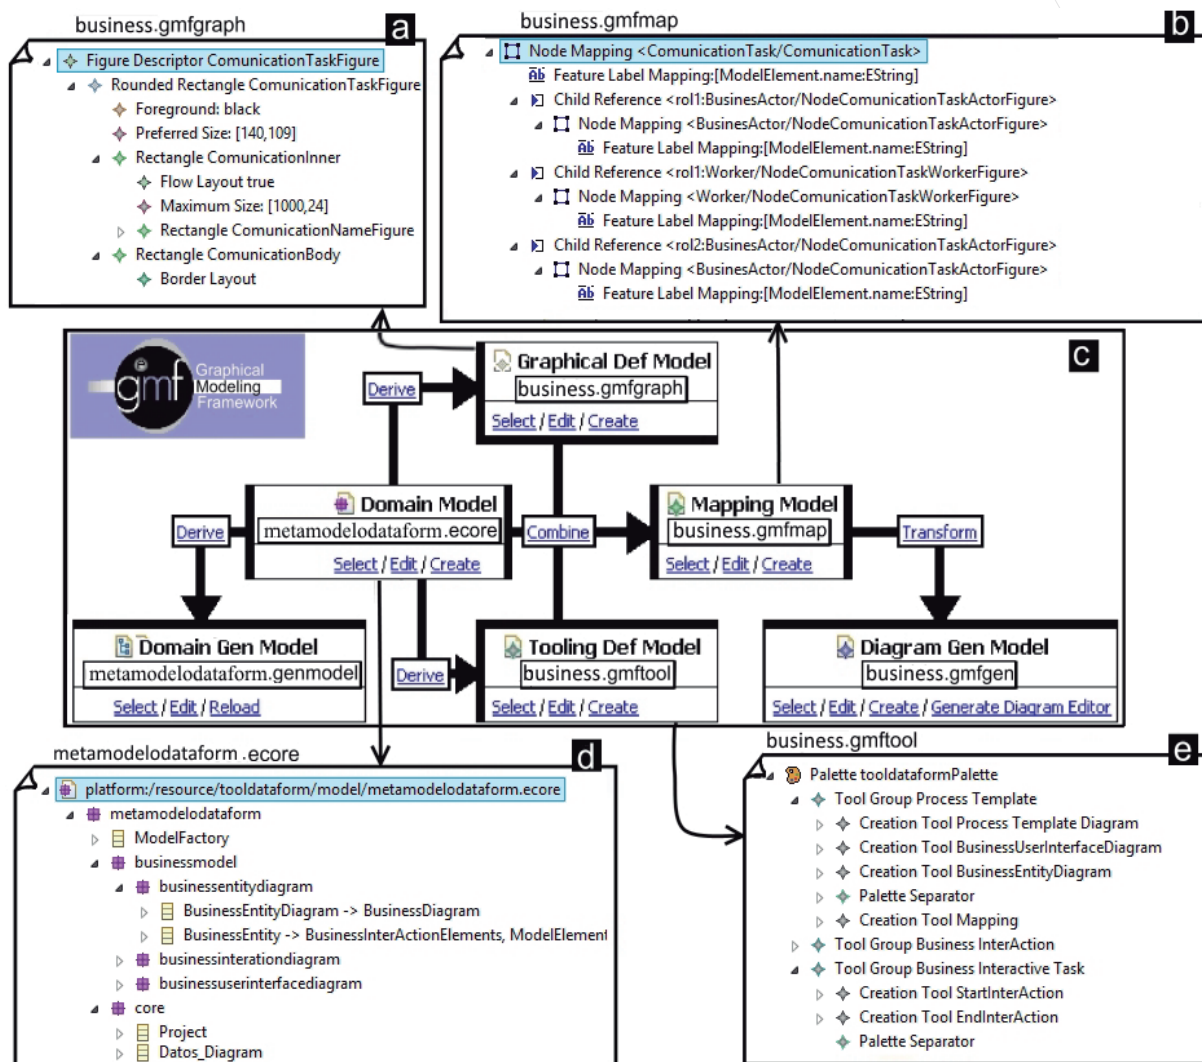 business.gmfgraph
a
Figure Descriptor ComunicationTaskFigure
Rounded Rectangle ComunicationTaskFigure
Foreground: black
Preferred Size: [140,109]
Rectangle ComunicationInner
Flow Layout true
Maximum Size: [1000,24]
Rectangle ComunicationNameFigure
Rectangle ComunicationBody
Border Layout
business.gmfmap
b
Node Mapping <ComunicationTask/ComunicationTask>
Ab Feature Label Mapping:[ModelElement.name:EString]
Child Reference <rol1:BusinesActor/NodeComunicationTaskActorFigure>
Node Mapping <BusinesActor/NodeComunicationTaskActorFigure>
Ab Feature Label Mapping:[ModelElement.name:EString]
Child Reference <rol1:Worker/NodeComunicationTaskWorkerFigure>
Node Mapping <Worker/NodeComunicationTaskWorkerFigure>
Ab Feature Label Mapping:[ModelElement.name:EString]
Child Reference <rol2:BusinesActor/NodeComunicationTaskActorFigure>
Node Mapping <BusinesActor/NodeComunicationTaskActorFigure>
Ab Feature Label Mapping:[ModelElement.name:EString]
c
gmf
Graphical
Modeling
Framework
Derive
Graphical Def Model
business.gmfgraph
Select / Edit / Create
Derive
Domain Model
metamodelodataform.ecore
Select / Edit / Create
Combine
Mapping Model
business.gmfmap
Select / Edit / Create
Transform
Domain Gen Model
metamodelodataform.genmodel
Select / Edit / Reload
Derive
Tooling Def Model
business.gmftool
Select / Edit / Create
Diagram Gen Model
business.gmfgen
Select / Edit / Create / Generate Diagram Editor
metamodelodataform .ecore
d
platform:/resource/tooldataform/model/metamodelodataform.ecore
metamodelodataform
ModelFactory
businessmodel
businessentitydiagram
BusinessEntityDiagram -> BusinessDiagram
BusinessEntity -> BusinessInterActionElements, ModelElement
businessinterationdiagram
businessuserinterfacediagram
core
Project
Datos_Diagram
business.gmftool
e
Palette tooldataformPalette
Tool Group Process Template
Creation Tool Process Template Diagram
Creation Tool BusinessUserInterfaceDiagram
Creation Tool BusinessEntityDiagram
Palette Separator
Creation Tool Mapping
Tool Group Business InterAction
Tool Group Business Interactive Task
Creation Tool StartInterAction
Creation Tool EndInterAction
Palette Separator